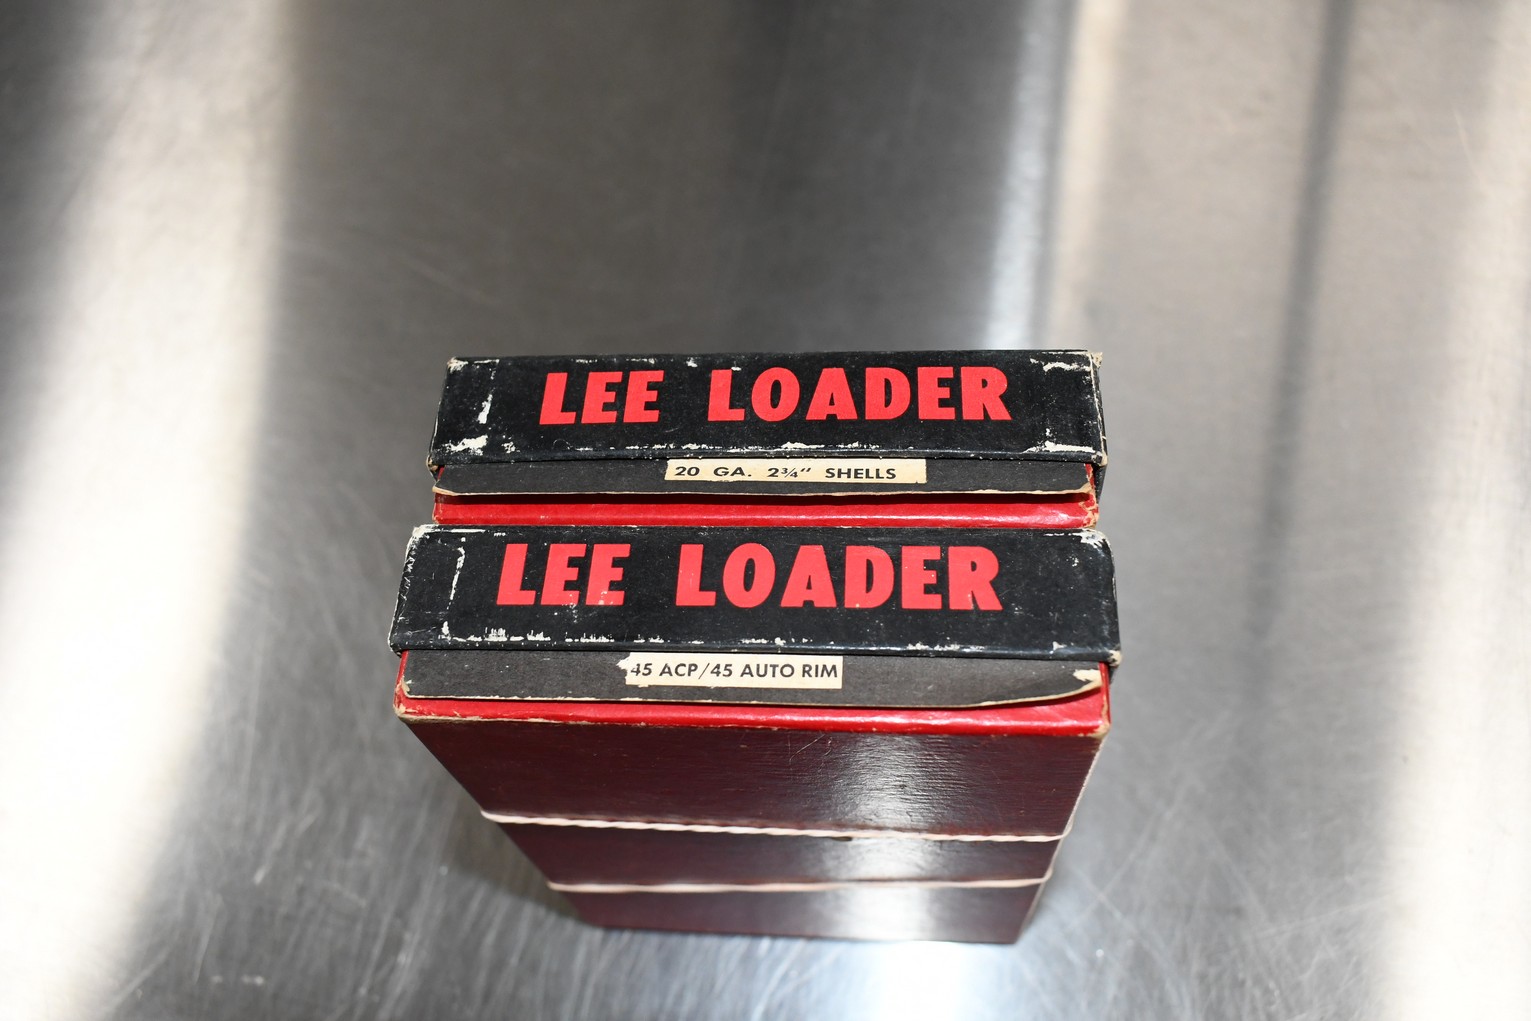 LEE LOADER
20 GA. 2¾" SHELLS
LEE LOADER
45 ACP/45 AUTO RIM